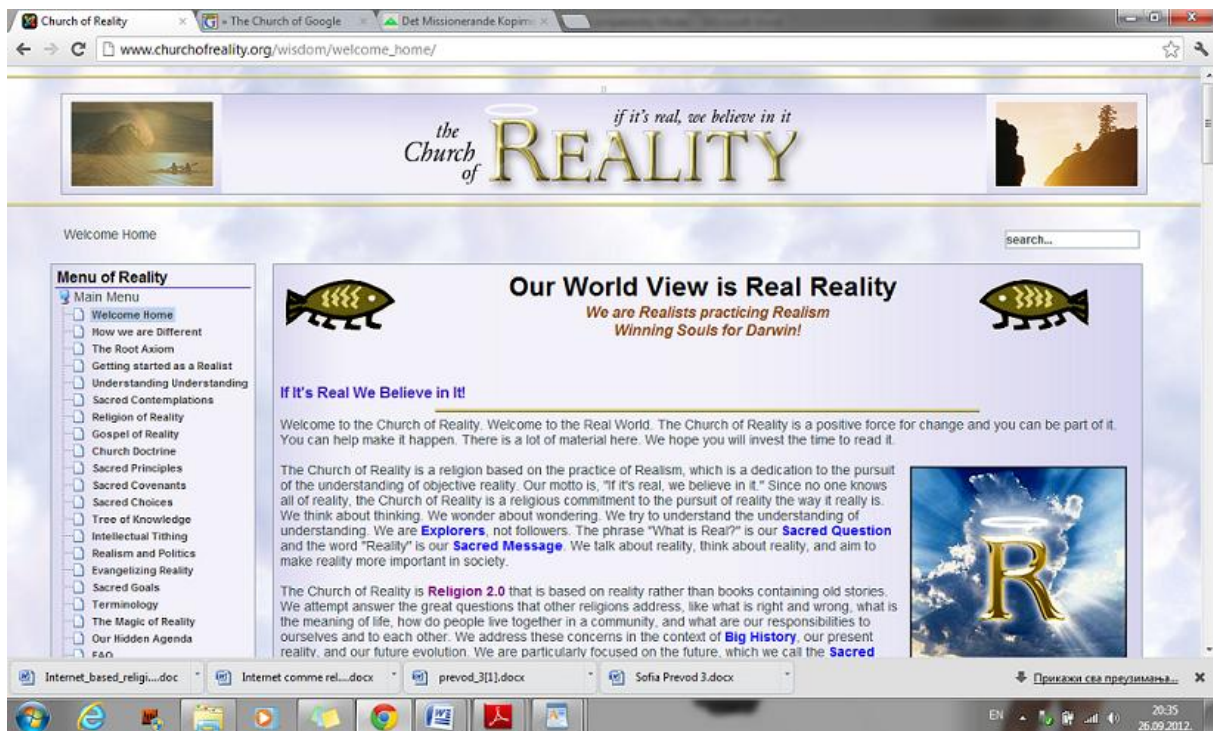 Church of Reality
» The Church of Google
Det Missionerande Kopimi
www.churchofreality.org/wisdom/welcome_home/
if it's real, we believe in it
the
Church
of
REALITY
Welcome Home
search...
Menu of Reality
Main Menu
Welcome Home
How we are Different
The Root Axiom
Getting started as a Realist
Understanding Understanding
Sacred Contemplations
Religion of Reality
Gospel of Reality
Church Doctrine
Sacred Principles
Sacred Covenants
Sacred Choices
Tree of Knowledge
Intellectual Tithing
Realism and Politics
Evangelizing Reality
Sacred Goals
Terminology
The Magic of Reality
Our Hidden Agenda
FAQ
Our World View is Real Reality
We are Realists practicing Realism
Winning Souls for Darwin!
If It's Real We Believe in It!
Welcome to the Church of Reality. Welcome to the Real World. The Church of Reality is a positive force for change and you can be part of it.
You can help make it happen. There is a lot of material here. We hope you will invest the time to read it.
The Church of Reality is a religion based on the practice of Realism, which is a dedication to the pursuit
of the understanding of objective reality. Our motto is, "If it's real, we believe in it." Since no one knows
all of reality, the Church of Reality is a religious commitment to the pursuit of reality the way it really is.
We think about thinking. We wonder about wondering. We try to understand the understanding of
understanding. We are Explorers, not followers. The phrase "What is Real?" is our Sacred Question
and the word "Reality" is our Sacred Message. We talk about reality, think about reality, and aim to
make reality more important in society.
The Church of Reality is Religion 2.0 that is based on reality rather than books containing old stories.
We attempt answer the great questions that other religions address, like what is right and wrong, what is
the meaning of life, how do people live together in a community, and what are our responsibilities to
ourselves and to each other. We address these concerns in the context of Big History, our present
reality, and our future evolution. We are particularly focused on the future, which we call the Sacred
R
Internet_based_religi....doc
Internet comme rel....docx
prevod_3[1].docx
Sofia Prevod 3.docx
Прикажи сва преузимања...
EN
20:35
26.09.2012.